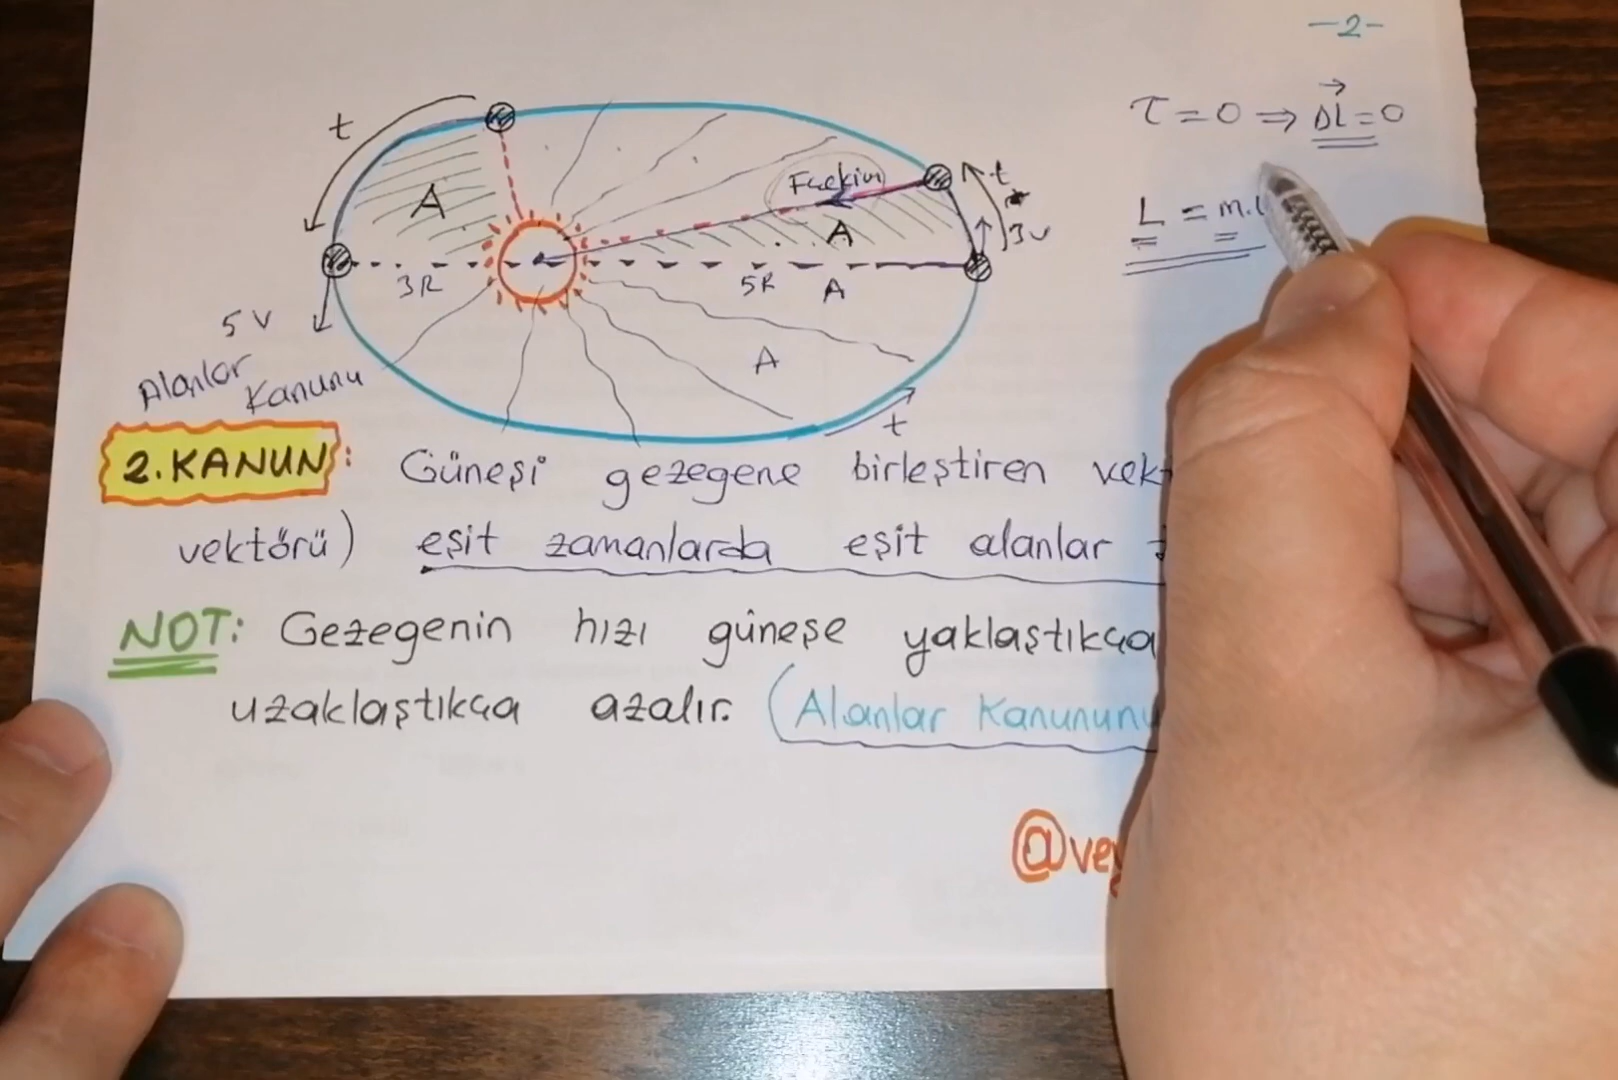 -2-
τ = 0 ⇒ ΔL = 0
L = m.
t
A
Fçekim
t
A
3V
3R
5R
A
5V
A
t
Alanlar Kanunu
2.KANUN: Güneşi gezegene birleştiren
vektörü) eşit zamanlarda eşit alanlar
NOT: Gezegenin hızı güneşe yaklaştıkça
uzaklaştıkça azalır. (Alanlar Kanununu